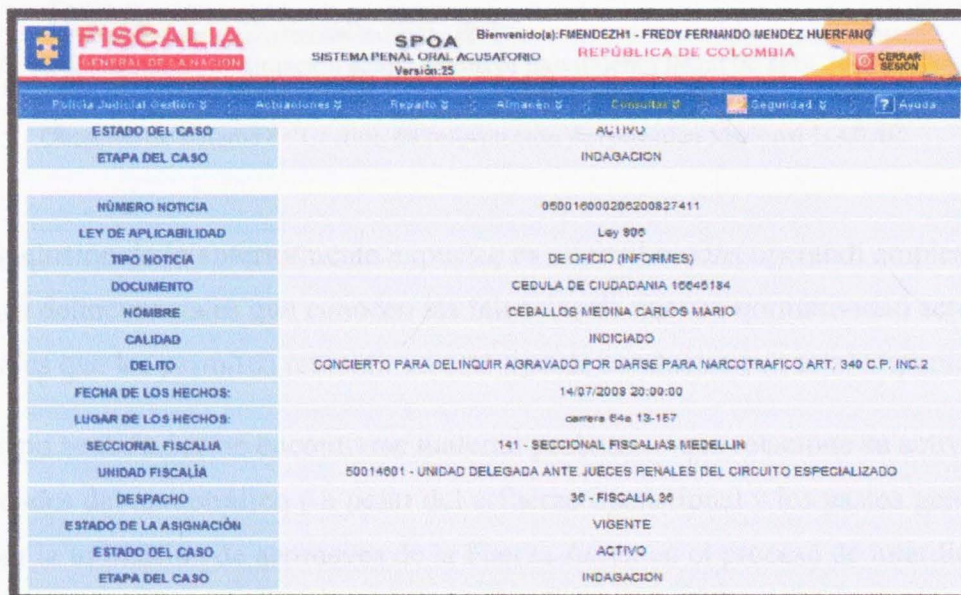 FISCALIA
GENERAL DE LA NACION
SPOA
SISTEMA PENAL ORAL ACUSATORIO
Versión:25
Bienvenido(a):FMENDEZH1 - FREDY FERNANDO MENDEZ HUERFANO
REPÚBLICA DE COLOMBIA
CERRAR SESIÓN
Policia Judicial Gestion Actuaciones Reparto Almacén Consultas Seguridad ? Ayuda
ESTADO DEL CASO ACTIVO
ETAPA DEL CASO INDAGACION
NÚMERO NOTICIA
LEY DE APLICABILIDAD Ley 906
TIPO NOTICIA DE OFICIO (INFORMES)
DOCUMENTO CEDULA DE CIUDADANIA 16645184
NOMBRE CEBALLOS MEDINA CARLOS MARIO
CALIDAD INDICIADO
DELITO CONCIERTO PARA DELINQUIR AGRAVADO POR DARSE PARA NARCOTRAFICO ART. 340 C.P. INC.2
FECHA DE LOS HECHOS: 14/07/2008 20:00:00
LUGAR DE LOS HECHOS: carrera 64a 13-157
SECCIONAL FISCALIA 141 - SECCIONAL FISCALIAS MEDELLIN
UNIDAD FISCALÍA 50014601 - UNIDAD DELEGADA ANTE JUECES PENALES DEL CIRCUITO ESPECIALIZADO
DESPACHO 36 - FISCALIA 36
ESTADO DE LA ASIGNACIÓN VIGENTE
ESTADO DEL CASO ACTIVO
ETAPA DEL CASO INDAGACION